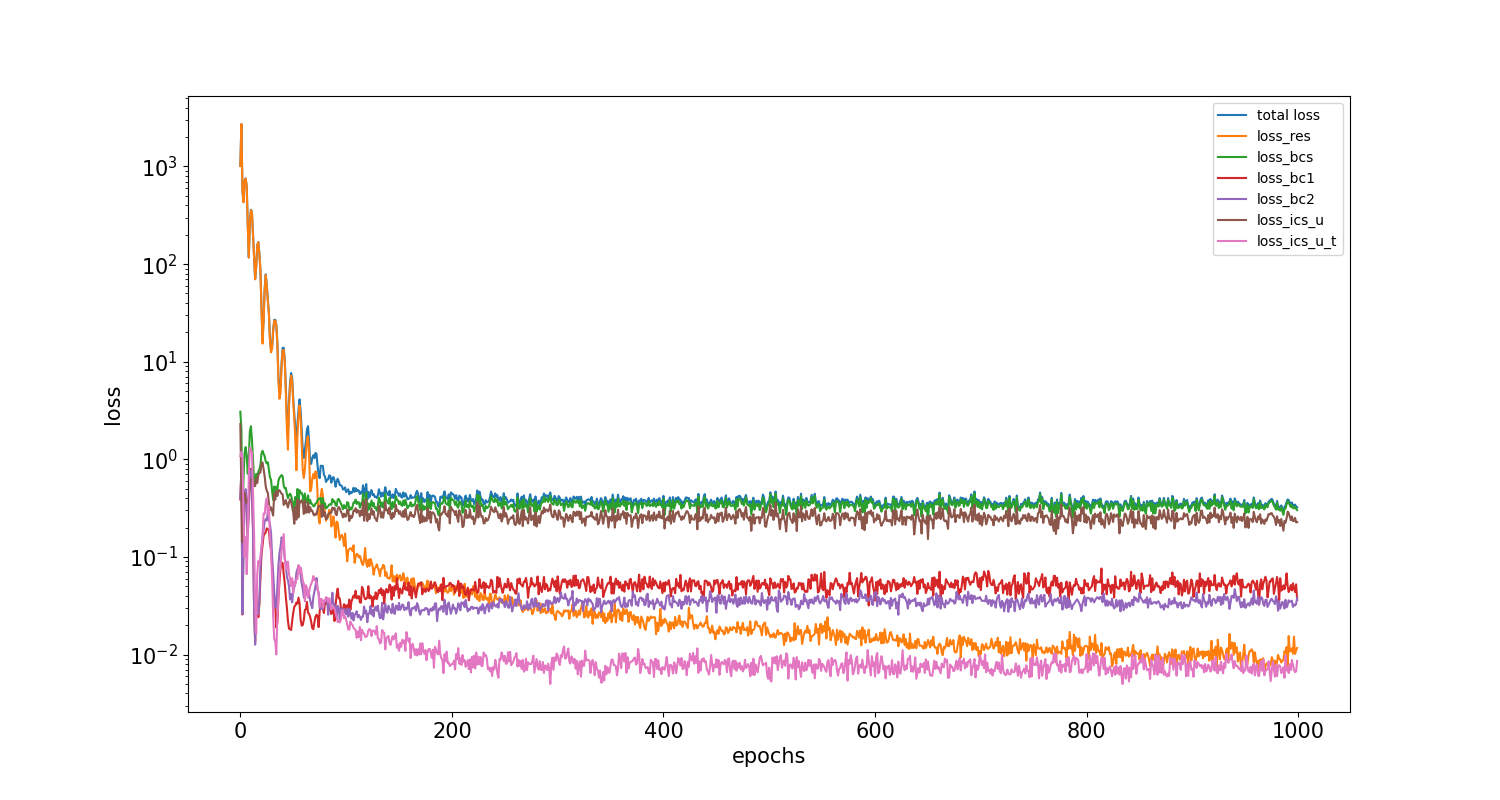 total loss
loss_res
loss_bcs
loss_bc1
loss_bc2
loss_ics_u
loss_ics_u_t
10^3
10^2
10^1
10^0
10^-1
10^-2
loss
0 200 400 600 800 1000
epochs